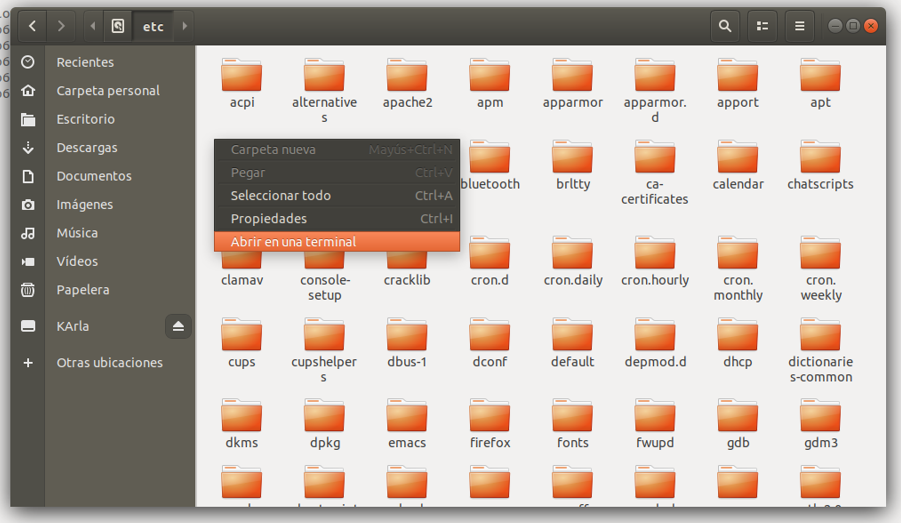 etc
Recientes
Carpeta personal
Escritorio
Descargas
Documentos
Imágenes
Música
Vídeos
Papelera
KArla
Otras ubicaciones
acpi alternatives apache2 apm apparmor apparmor.d apport apt
Carpeta nueva Mayús+Ctrl+N
Pegar Ctrl+V
Seleccionar todo Ctrl+A
Propiedades Ctrl+I
Abrir en una terminal
bluetooth brltty ca-certificates calendar chatscripts
clamav console-setup cracklib cron.d cron.daily cron.hourly cron.monthly cron.weekly
cups cupshelpers dbus-1 dconf default depmod.d dhcp dictionaries-common
dkms dpkg emacs firefox fonts fwupd gdb gdm3